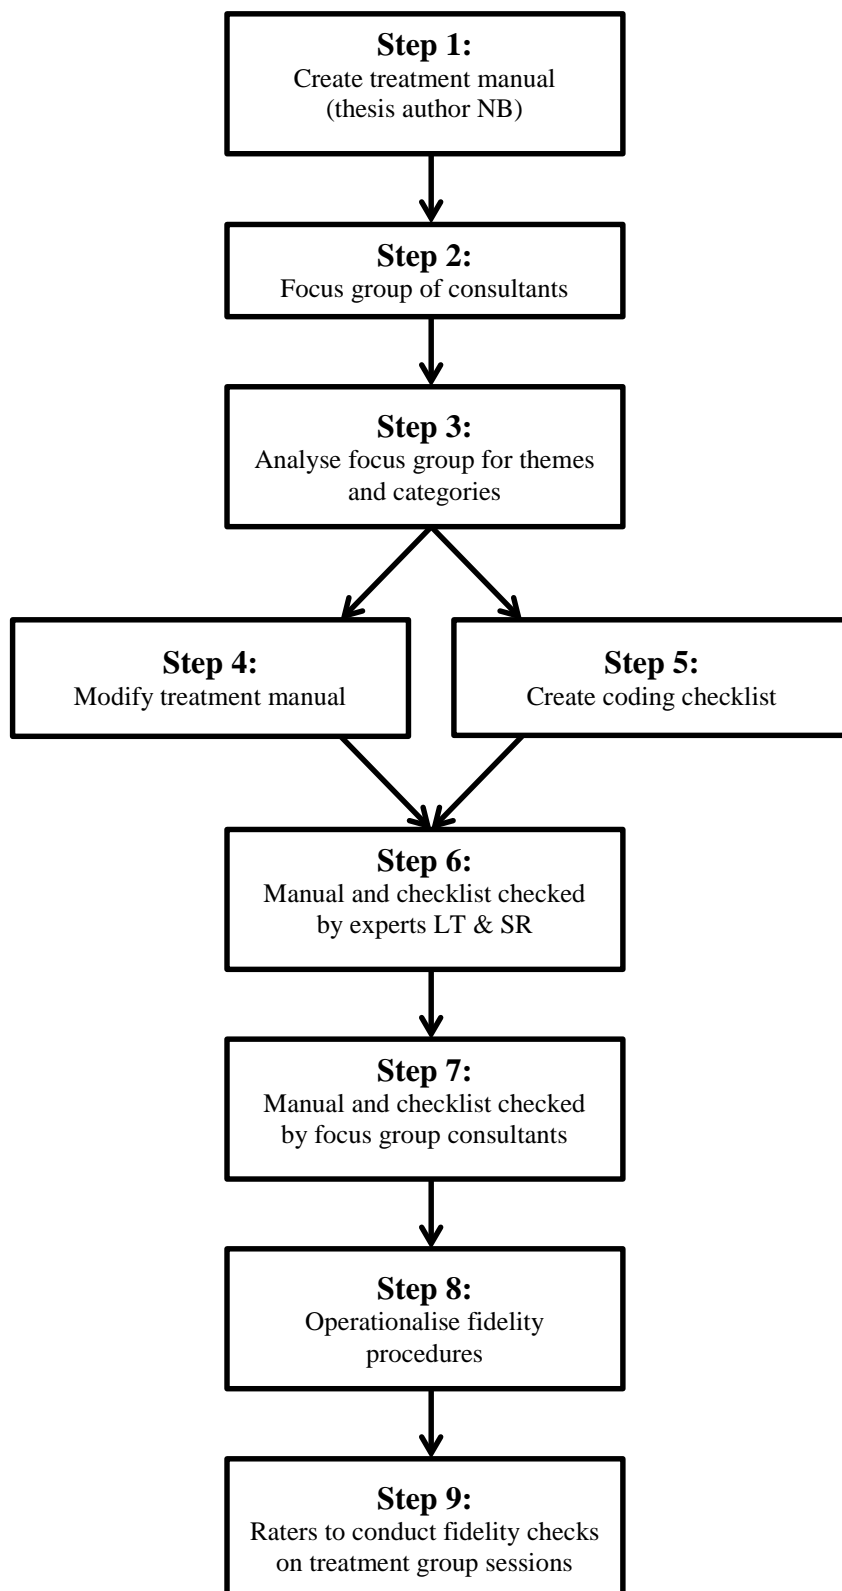 Step 1:
Create treatment manual
(thesis author NB)
Step 2:
Focus group of consultants
Step 3:
Analyse focus group for themes
and categories
Step 4:
Modify treatment manual
Step 5:
Create coding checklist
Step 6:
Manual and checklist checked
by experts LT & SR
Step 7:
Manual and checklist checked
by focus group consultants
Step 8:
Operationalise fidelity
procedures
Step 9:
Raters to conduct fidelity checks
on treatment group sessions